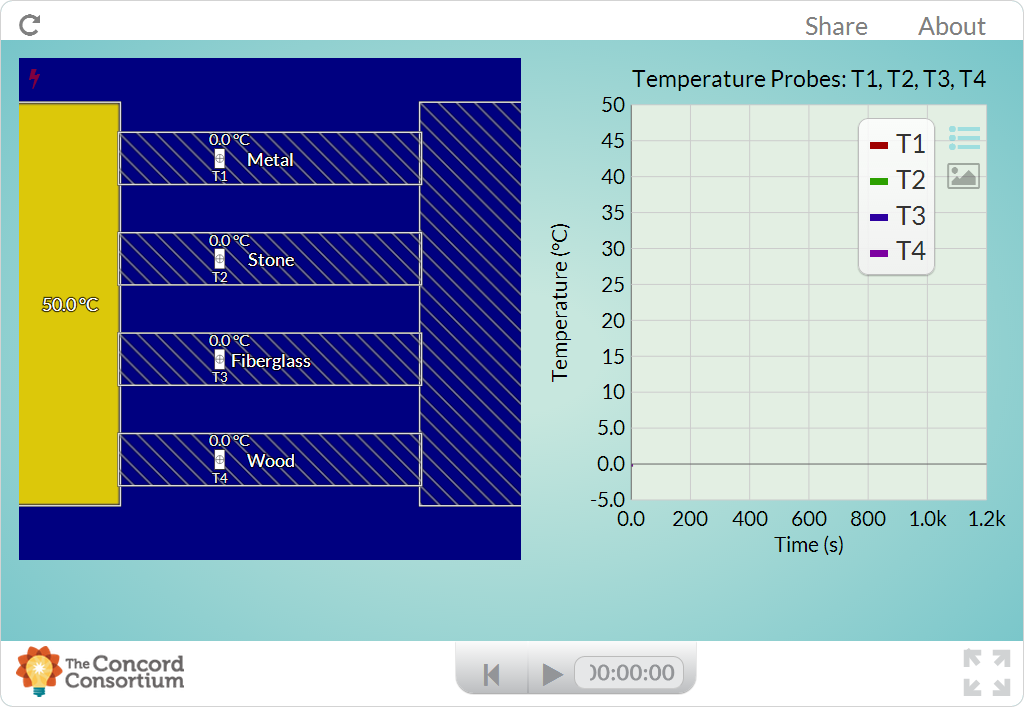 Share About
50.0 °C
0.0 °C
Metal
T1
0.0 °C
Stone
T2
0.0 °C
Fiberglass
T3
0.0 °C
Wood
T4
Temperature Probes: T1, T2, T3, T4
Temperature (°C)
50
45
40
35
30
25
20
15
10
5.0
0.0
-5.0
T1
T2
T3
T4
0.0 200 400 600 800 1.0k 1.2k
Time (s)
The Concord
Consortium
00:00:00